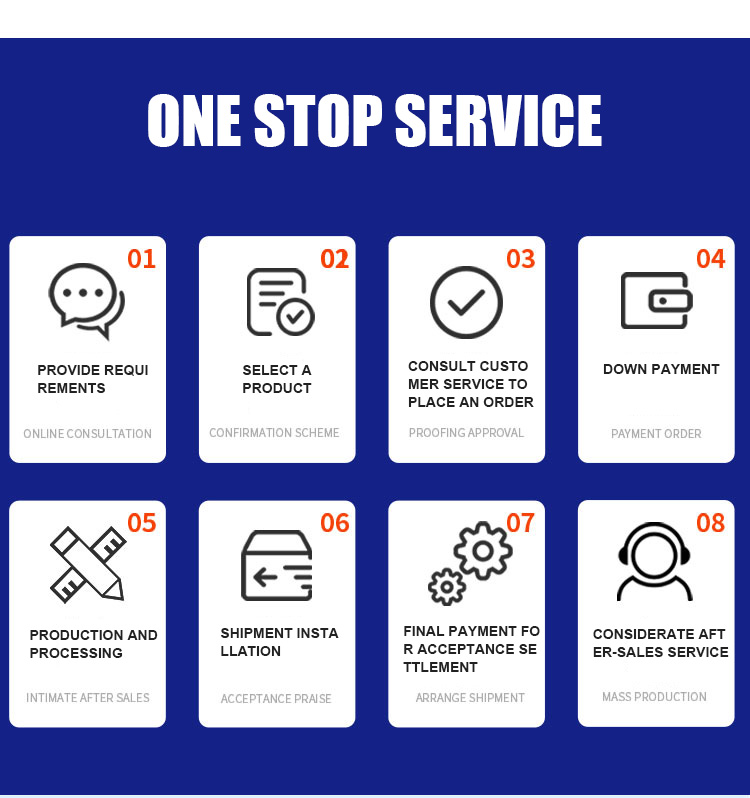 ONE STOP SERVICE
01
PROVIDE REQUI
REMENTS
ONLINE CONSULTATION
02
SELECT A
PRODUCT
CONFIRMATION SCHEME
03
CONSULT CUSTO
MER SERVICE TO
PLACE AN ORDER
PROOFING APPROVAL
04
DOWN PAYMENT
PAYMENT ORDER
05
PRODUCTION AND
PROCESSING
INTIMATE AFTER SALES
06
SHIPMENT INSTA
LLATION
ACCEPTANCE PRAISE
07
FINAL PAYMENT FO
R ACCEPTANCE SE
TTLEMENT
ARRANGE SHIPMENT
08
CONSIDERATE AFT
ER-SALES SERVICE
MASS PRODUCTION